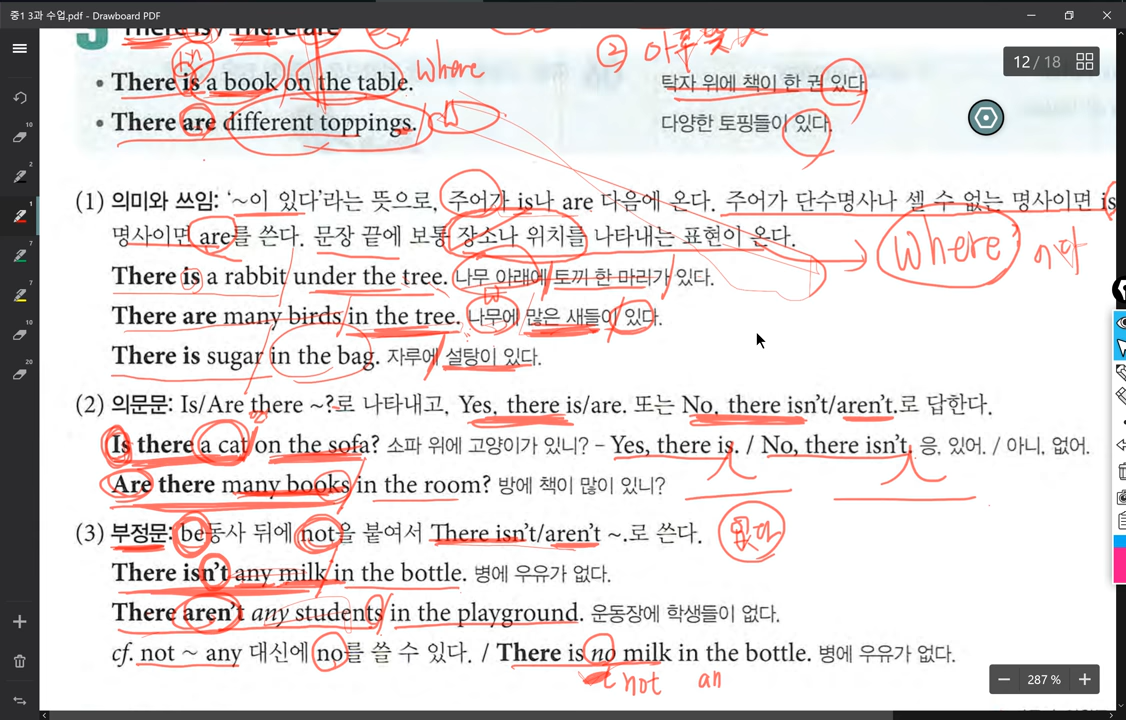 중1 3과 수업.pdf - Drawboard PDF
12 / 18
②
• There is a book on the table. where 탁자 위에 책이 한 권 있다.
• There are different toppings. 다양한 토핑들이 있다.
(1) 의미와 쓰임: '~이 있다'라는 뜻으로, 주어가 is나 are 다음에 온다. 주어가 단수명사나 셀 수 없는 명사이면 is
명사이면 are를 쓴다. 문장 끝에 보통 장소나 위치를 나타내는 표현이 온다.
where?
There is a rabbit under the tree. 나무 아래에 토끼 한 마리가 있다.
There are many birds in the tree. 나무에 많은 새들이 있다.
There is sugar in the bag. 자루에 설탕이 있다.
(2) 의문문: Is/Are there ~?로 나타내고, Yes, there is/are. 또는 No, there isn't/aren't.로 답한다.
Is there a cat on the sofa? 소파 위에 고양이가 있니? – Yes, there is. / No, there isn't. 응, 있어. / 아니, 없어.
Are there many books in the room? 방에 책이 많이 있니?
(3) 부정문: be동사 뒤에 not을 붙여서 There isn't/aren't ~.로 쓴다. 없다
There isn't any milk in the bottle. 병에 우유가 없다.
There aren't any students in the playground. 운동장에 학생들이 없다.
cf. not ~ any 대신에 no를 쓸 수 있다. / There is no milk in the bottle. 병에 우유가 없다.
not an
287 %